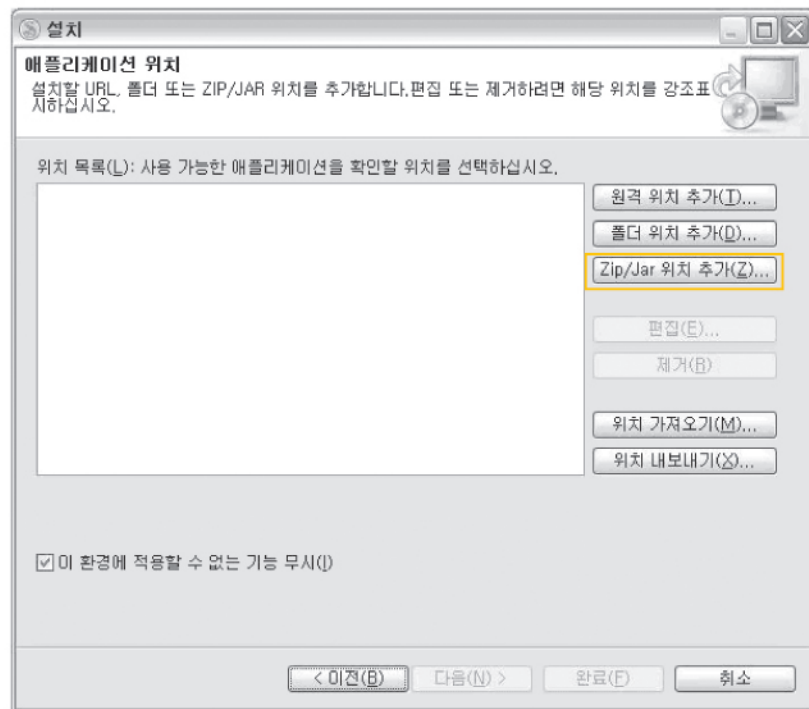 설치
애플리케이션 위치
설치할 URL, 폴더 또는 ZIP/JAR 위치를 추가합니다.편집 또는 제거하려면 해당 위치를 강조표
시하십시오.
위치 목록(L): 사용 가능한 애플리케이션을 확인할 위치를 선택하십시오.
원격 위치 추가(T)...
폴더 위치 추가(D)...
Zip/Jar 위치 추가(Z)...
편집(E)...
제거(R)
위치 가져오기(M)...
위치 내보내기(X)...
이 환경에 적용할 수 없는 기능 무시(I)
< 이전(B) 다음(N) > 완료(F) 취소